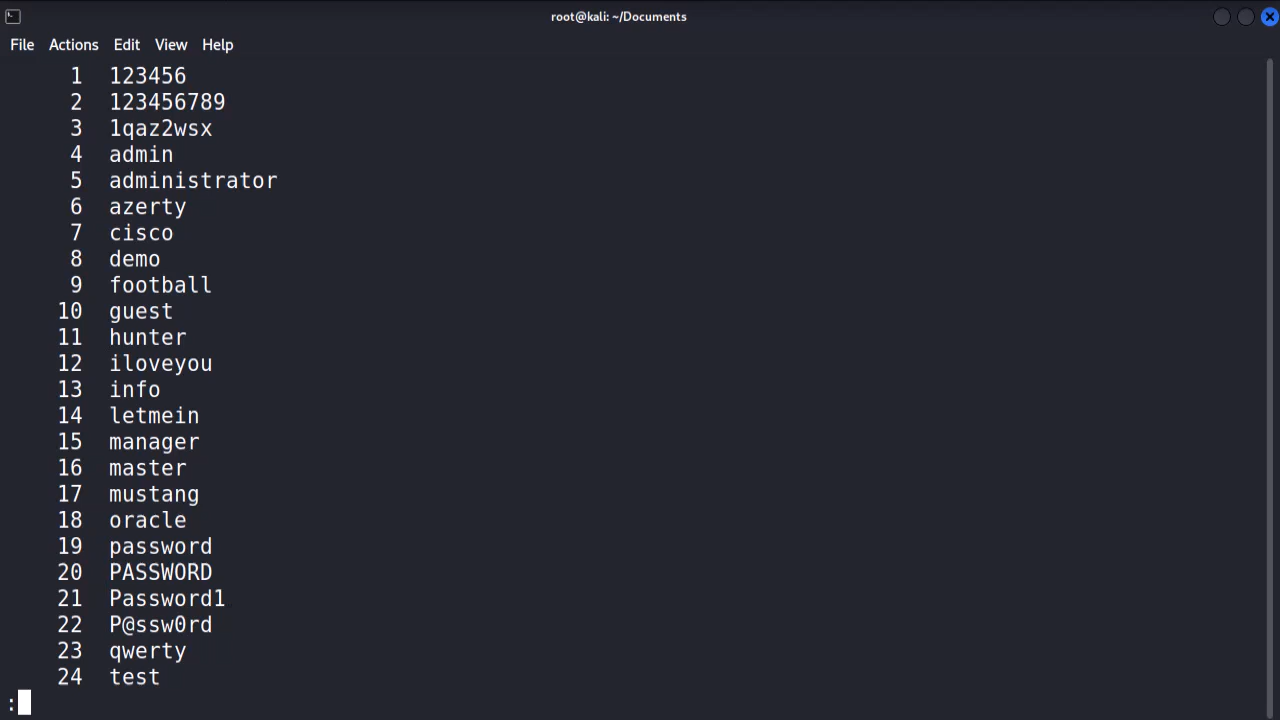 root@kali: ~/Documents
File Actions Edit View Help
1 123456
2 123456789
3 1qaz2wsx
4 admin
5 administrator
6 azerty
7 cisco
8 demo
9 football
10 guest
11 hunter
12 iloveyou
13 info
14 letmein
15 manager
16 master
17 mustang
18 oracle
19 password
20 PASSWORD
21 Password1
22 P@ssw0rd
23 qwerty
24 test
: